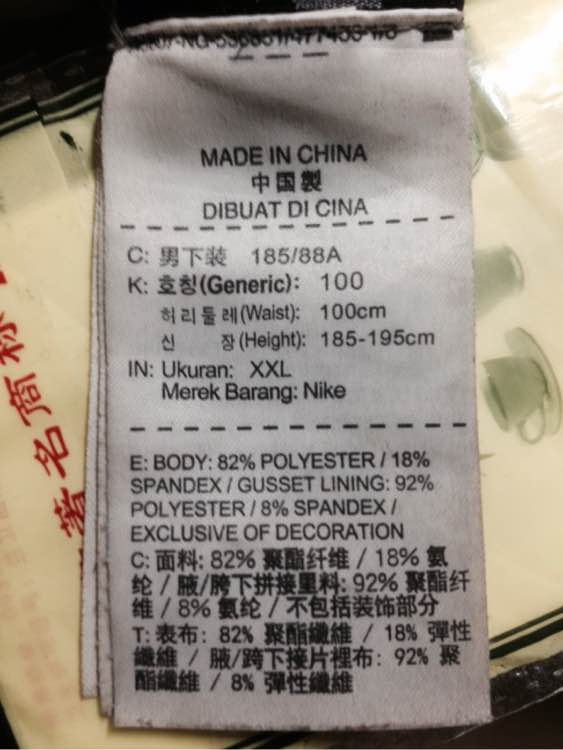 MADE IN CHINA
中国製
DIBUAT DI CINA
C: 男下装 185/88A
K: 호칭(Generic): 100
허리둘레(Waist): 100cm
신 장(Height): 185-195cm
IN: Ukuran: XXL
Merek Barang: Nike
E: BODY: 82% POLYESTER / 18%
SPANDEX / GUSSET LINING: 92%
POLYESTER / 8% SPANDEX /
EXCLUSIVE OF DECORATION
C: 面料: 82% 聚酯纤维 / 18% 氨
纶 / 腋/胯下拼接里料: 92% 聚酯纤
维 / 8% 氨纶 / 不包括装饰部分
T: 表布: 82% 聚酯纖維 / 18% 彈性
纖維 / 腋/跨下接片裡布: 92% 聚
酯纖維 / 8% 彈性纖維
著名商标